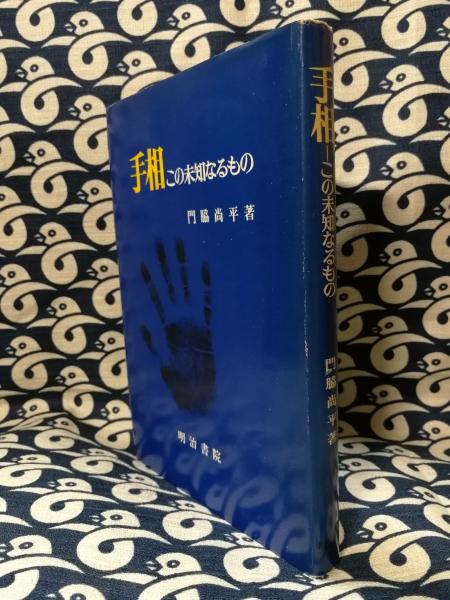 手相この未知なるもの
門脇尚平著
明治書院
手相この未知なるもの
門脇尚平著